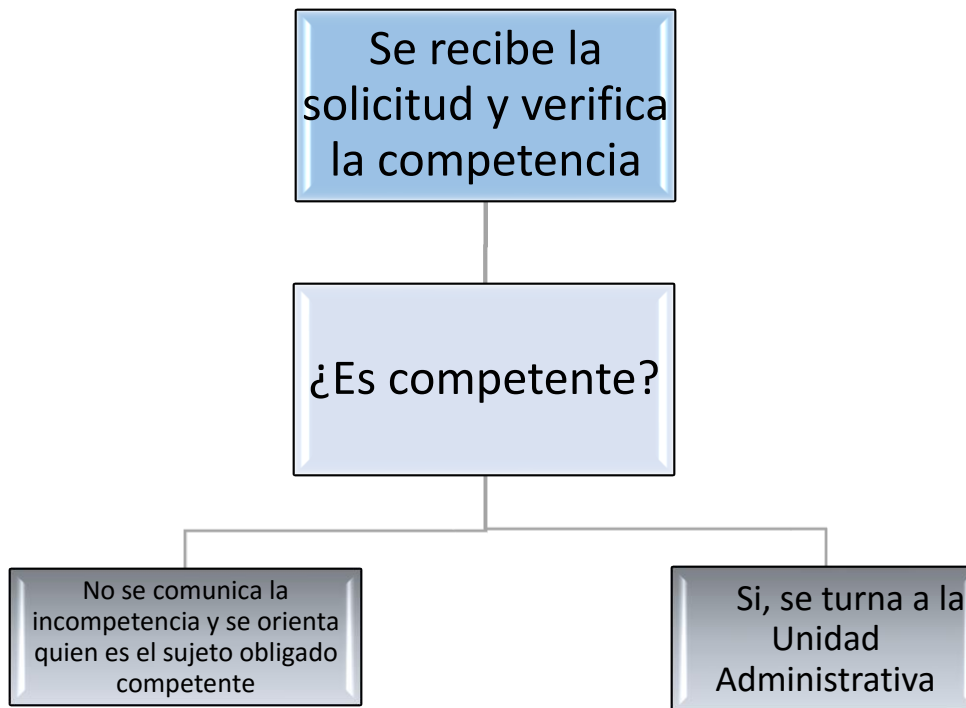 Se recibe la
solicitud y verifica
la competencia
¿Es competente?
No se comunica la
incompetencia y se orienta
quien es el sujeto obligado
competente
Si, se turna a la
Unidad
Administrativa